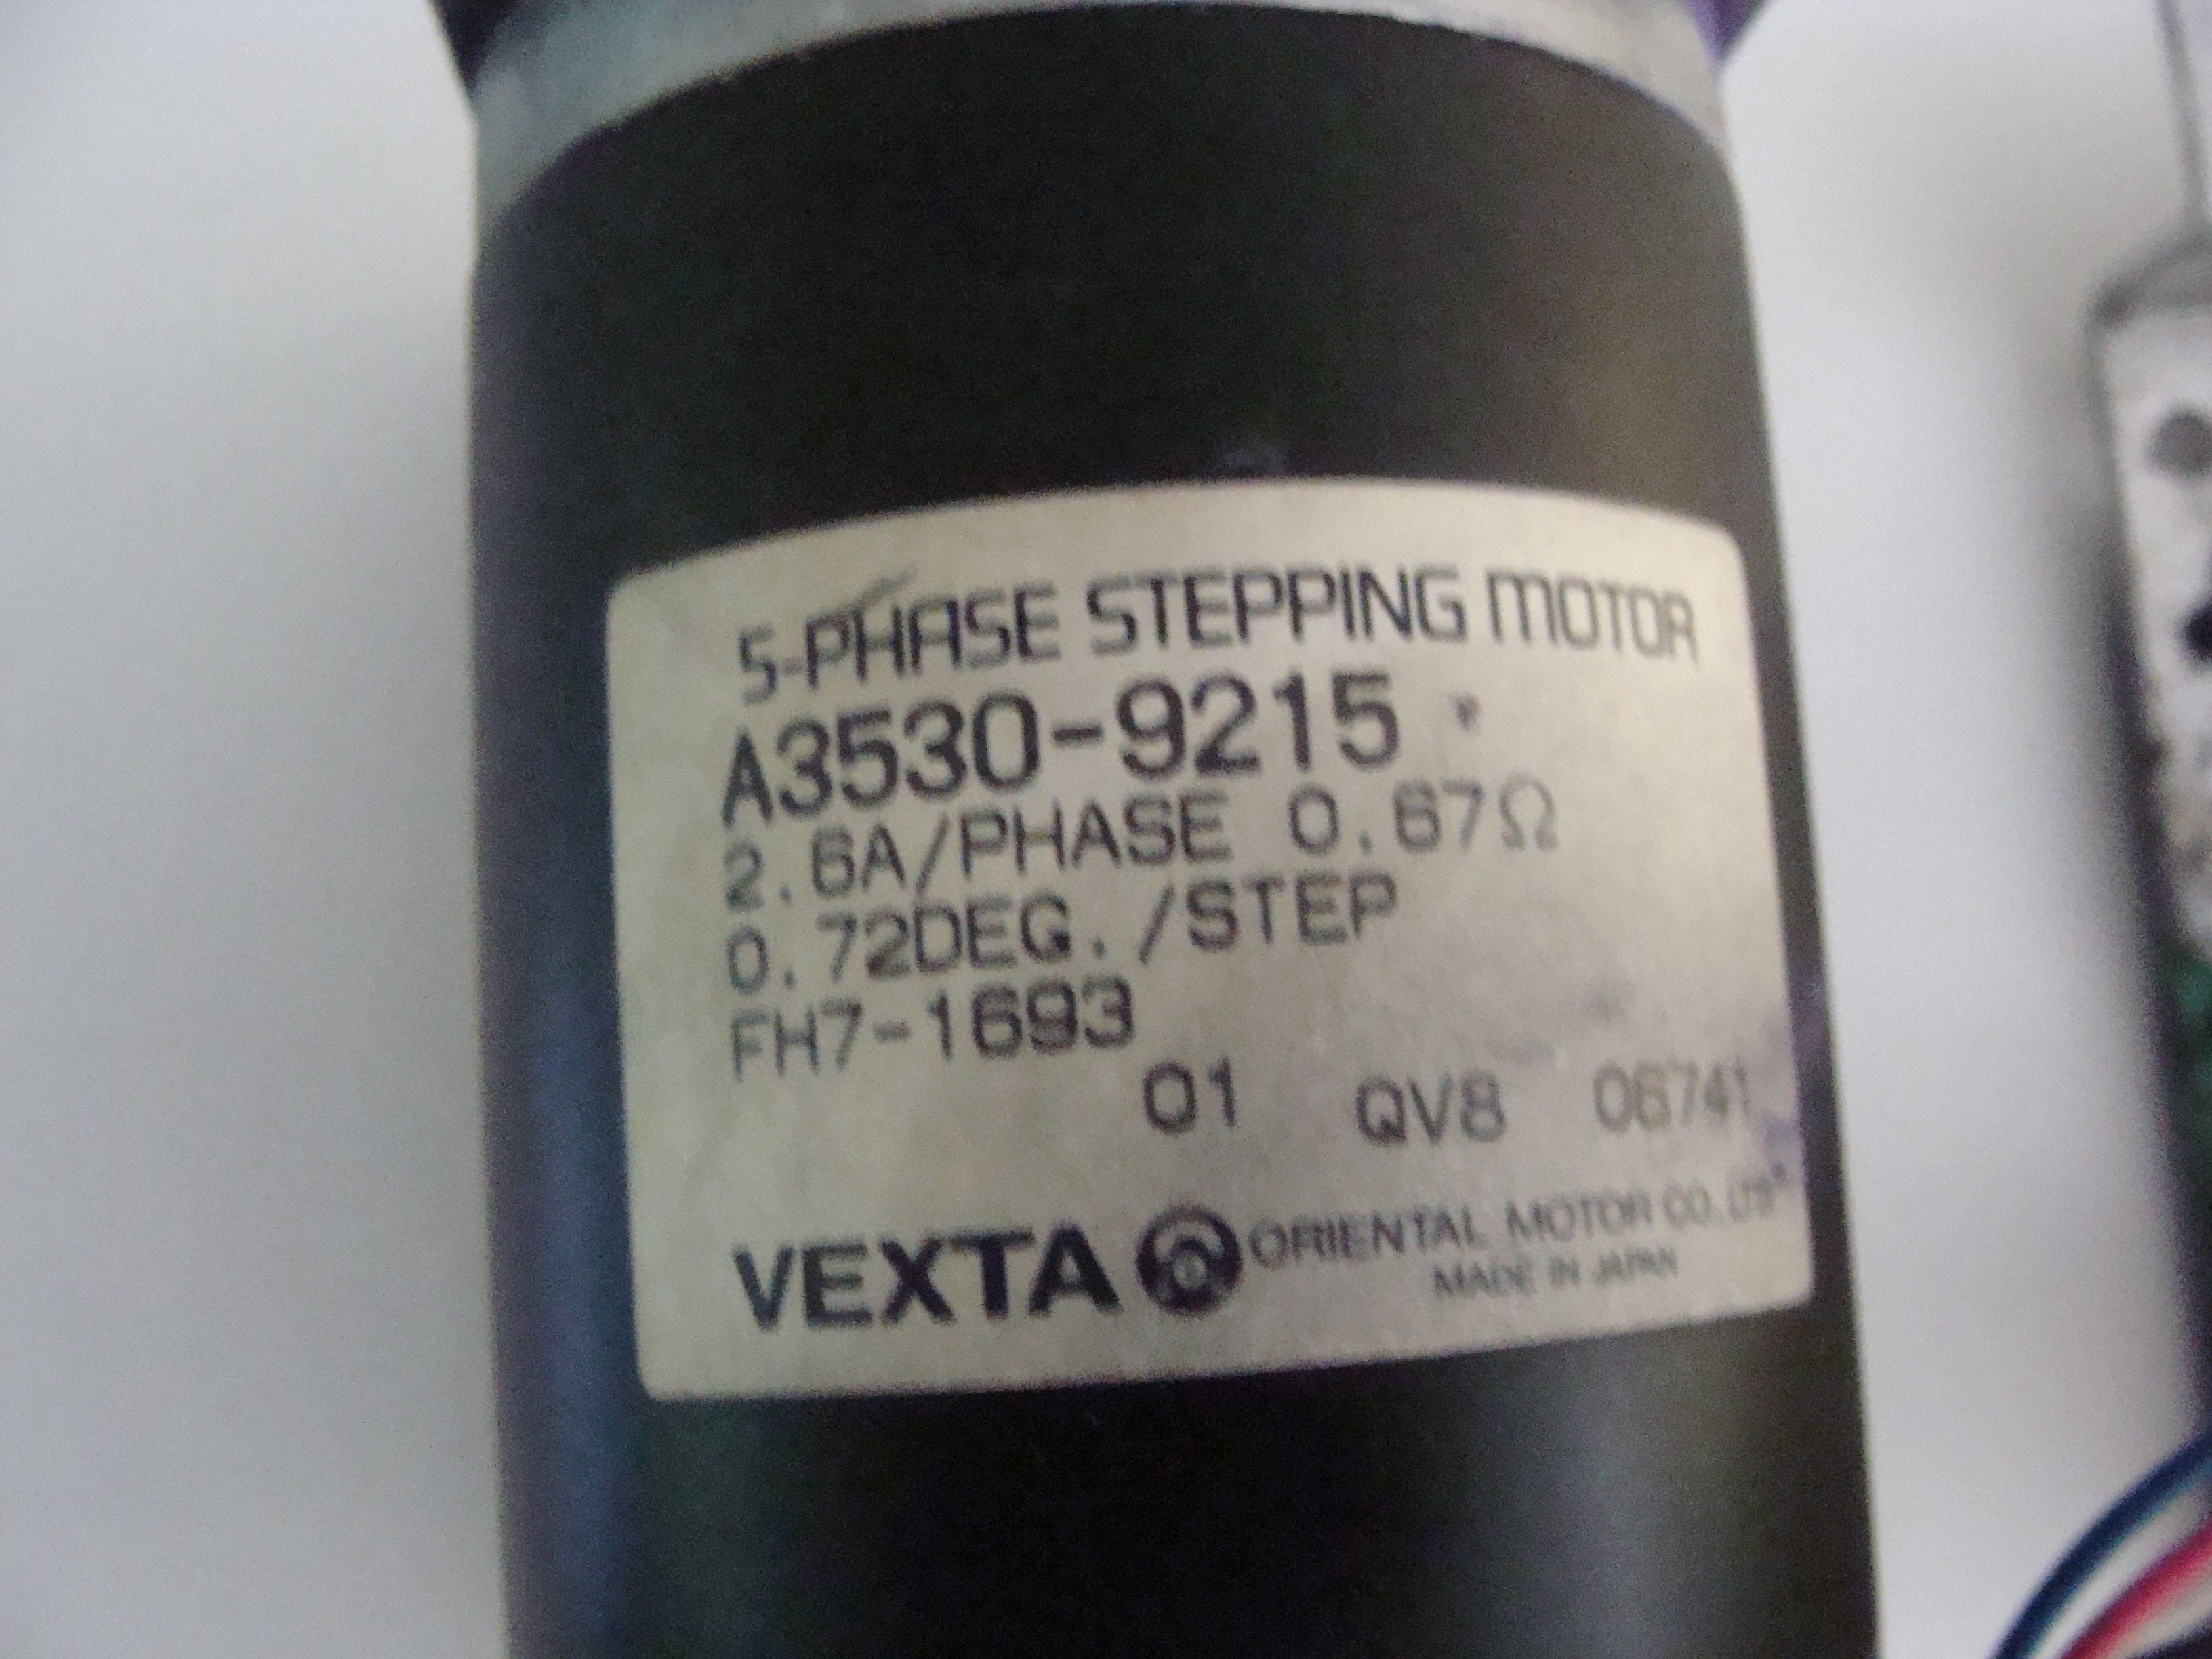 5-PHASE STEPPING MOTOR
A3530-9215
2.6A/PHASE 0.67Ω
0.72DEG./STEP
FH7-1693
01 QV8 06741
VEXTA ORIENTAL MOTOR CO. LTD.
MADE IN JAPAN